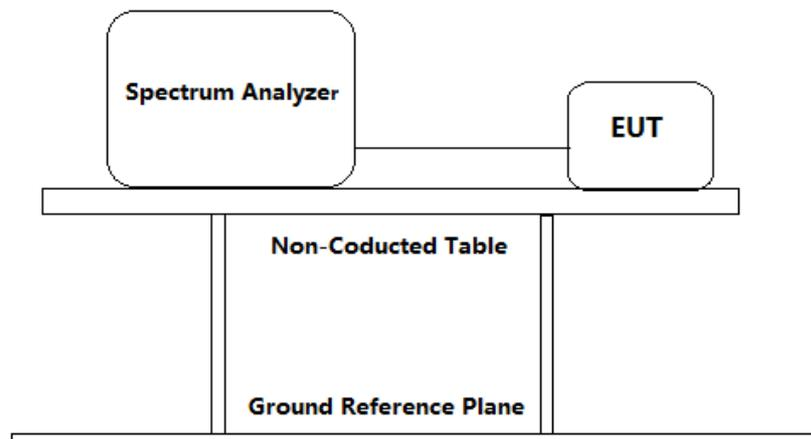 Spectrum Analyzer
EUT
Non-Coducted Table
Ground Reference Plane